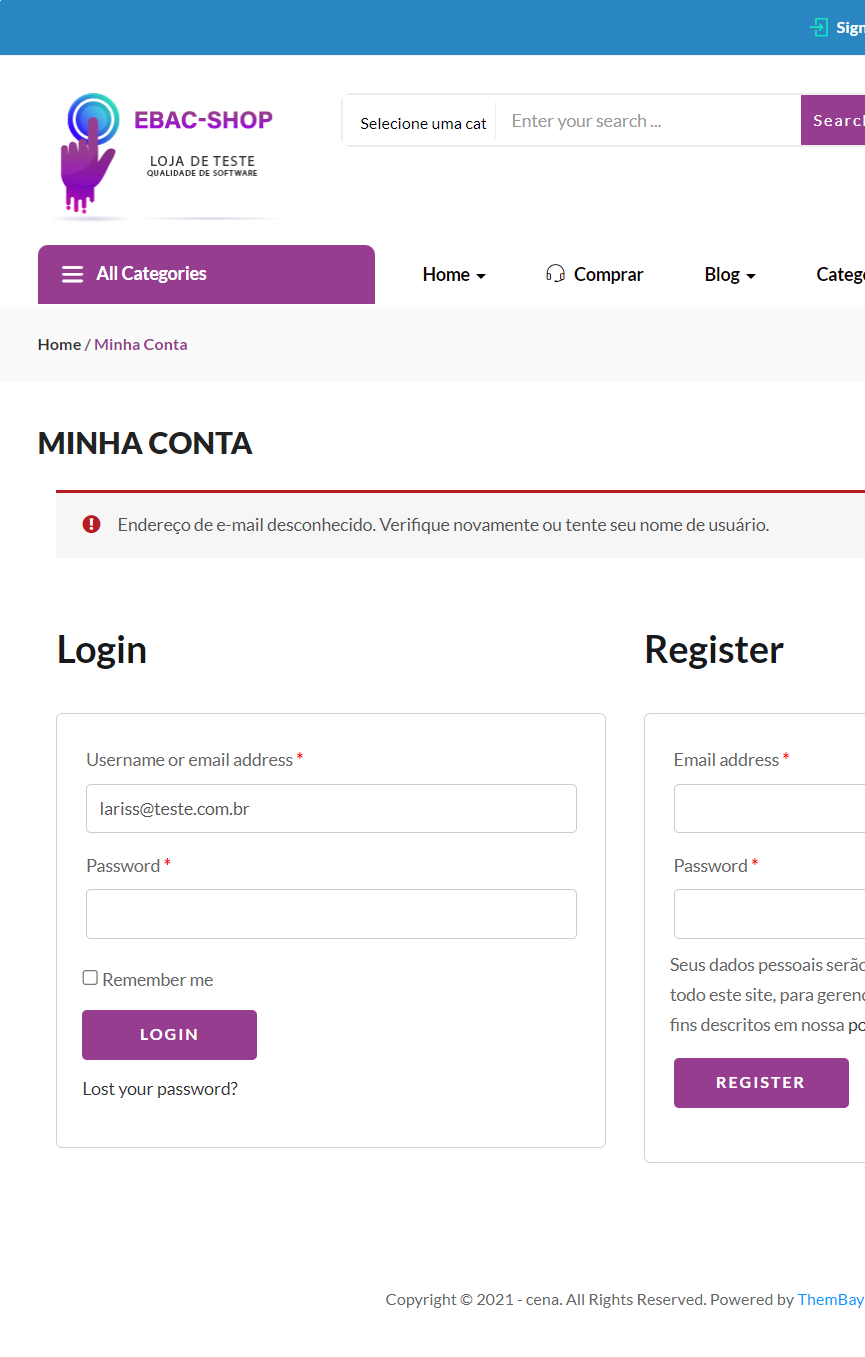 Sign
EBAC-SHOP
LOJA DE TESTE
QUALIDADE DE SOFTWARE
Selecione uma cat
Enter your search ...
Search
All Categories
Home
Comprar
Blog
Catego
Home / Minha Conta
MINHA CONTA
Endereço de e-mail desconhecido. Verifique novamente ou tente seu nome de usuário.
Login
Username or email address *
lariss@teste.com.br
Password *
Remember me
LOGIN
Lost your password?
Register
Email address *
Password *
Seus dados pessoais serão
todo este site, para gerenc
fins descritos em nossa po
REGISTER
Copyright © 2021 - cena. All Rights Reserved. Powered by ThemBay